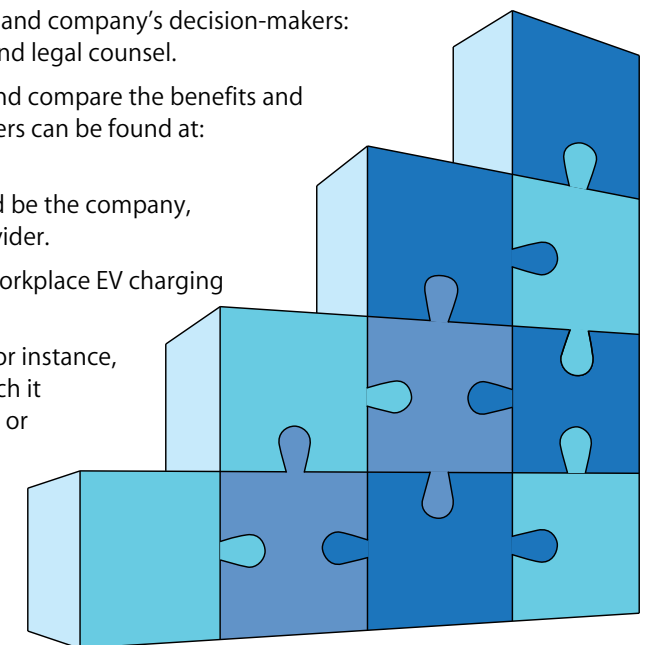 and company’s decision-makers:
nd legal counsel.
nd compare the benefits and
ers can be found at:
d be the company,
vider.
orkplace EV charging
or instance,
ch it
or